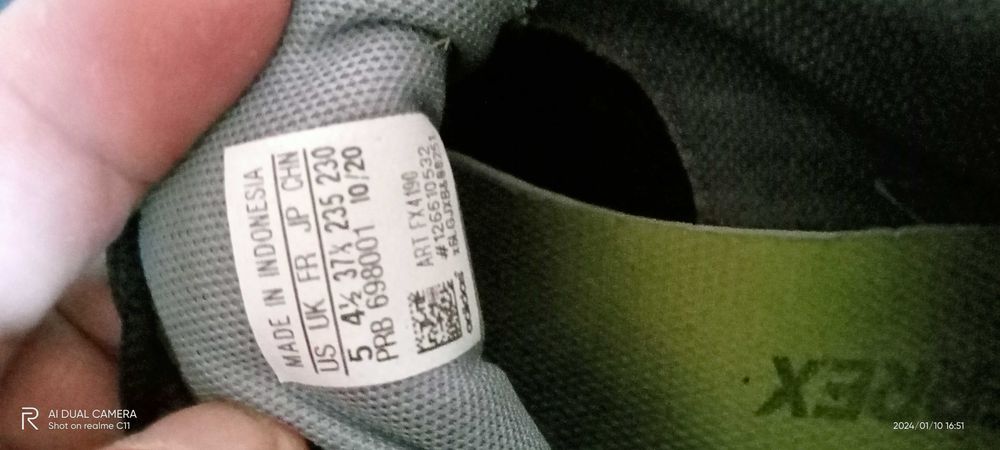 MADE IN INDONESIA
US UK FR JP CHN
5 4½ 37⅓ 235 230
PRB 698001 10/20
ART FX4190
#1266510532
adidas
REX
AI DUAL CAMERA
Shot on realme C11
2024/01/10 16:51